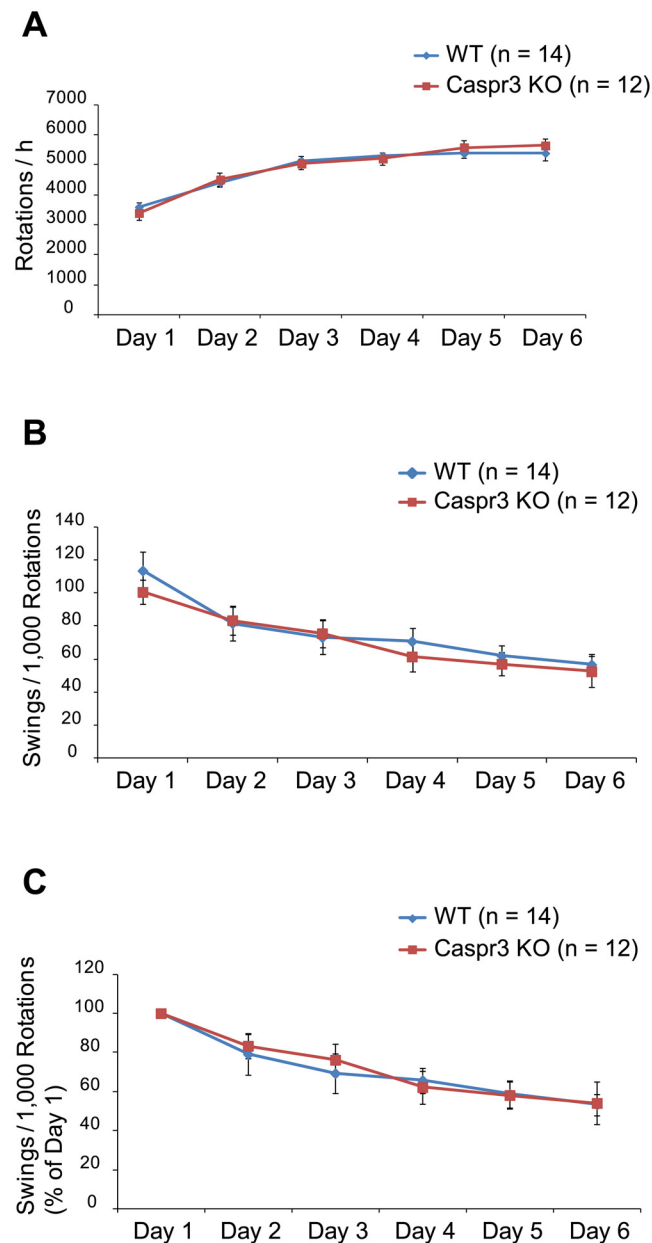 A
WT (n = 14)
Caspr3 KO (n = 12)
7000
6000
5000
4000
3000
2000
1000
0
Rotations / h
Day 1 Day 2 Day 3 Day 4 Day 5 Day 6
B
WT (n = 14)
Caspr3 KO (n = 12)
140
120
100
80
60
40
20
0
Swings / 1,000 Rotations
Day 1 Day 2 Day 3 Day 4 Day 5 Day 6
C
WT (n = 14)
Caspr3 KO (n = 12)
120
100
80
60
40
20
0
Swings / 1,000 Rotations
(% of Day 1)
Day 1 Day 2 Day 3 Day 4 Day 5 Day 6